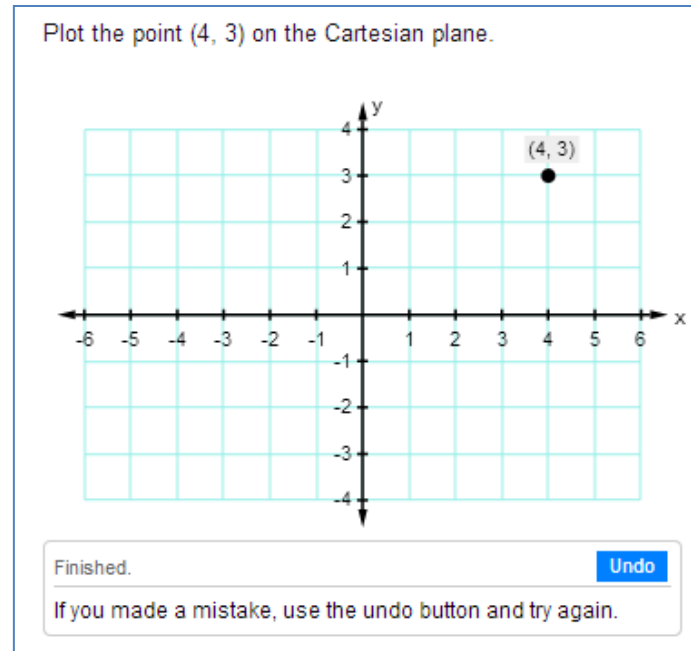 Plot the point (4, 3) on the Cartesian plane.
y
4
(4, 3)
3
2
1
x
-6 -5 -4 -3 -2 -1 1 2 3 4 5 6
-1
-2
-3
-4
Finished.
Undo
If you made a mistake, use the undo button and try again.